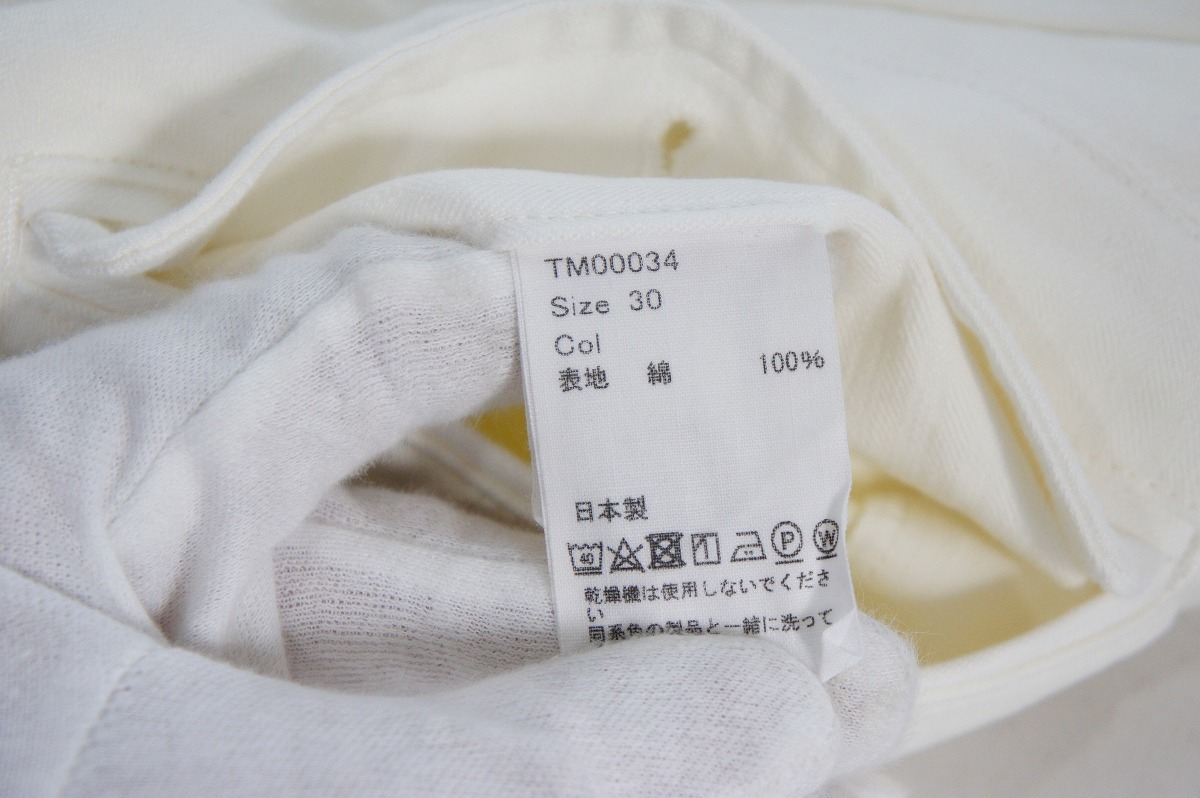 TM00034
Size 30
Col
表地 綿 100%
日本製
40 P W
乾燥機は使用しないでくださ
い
同系色の製品と一緒に洗って